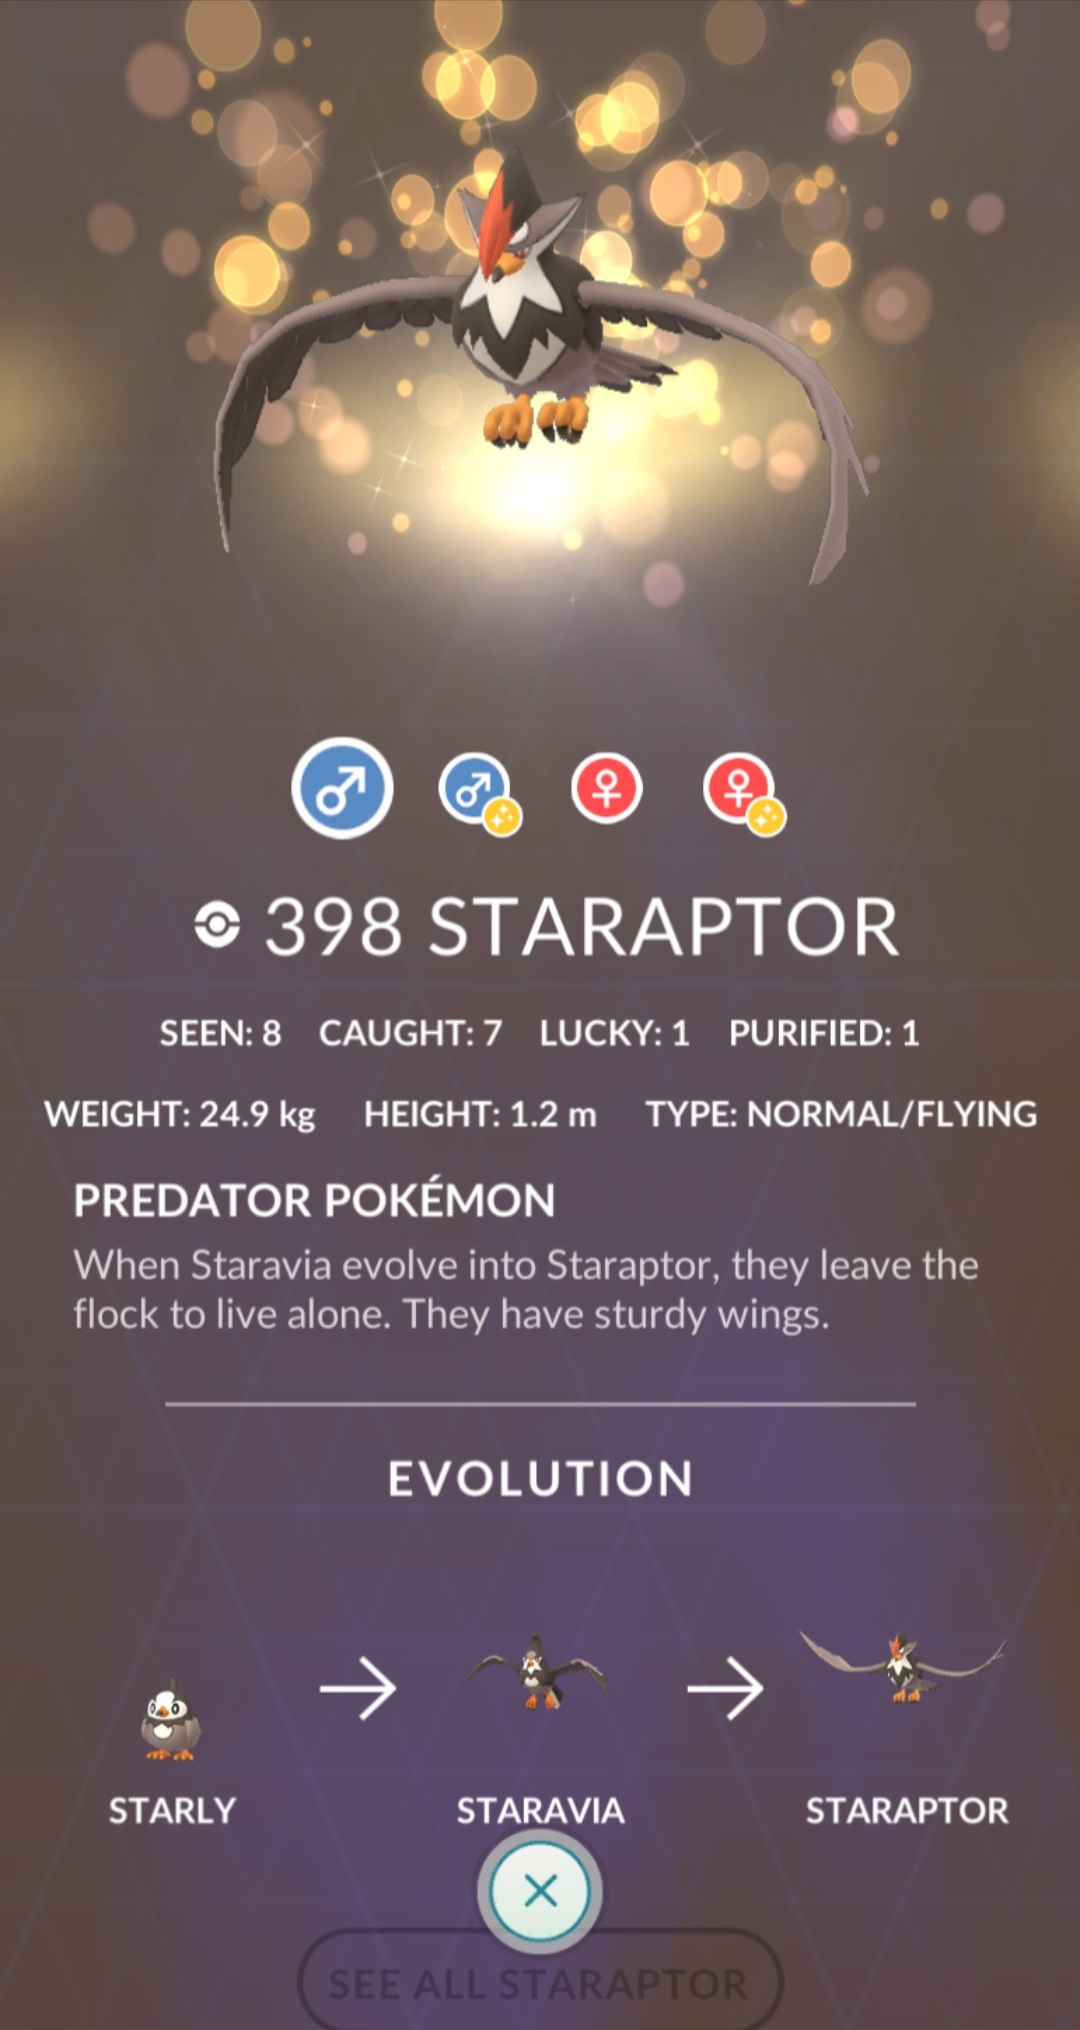 398 STARAPTOR
SEEN: 8 CAUGHT: 7 LUCKY: 1 PURIFIED: 1
WEIGHT: 24.9 kg HEIGHT: 1.2 m TYPE: NORMAL/FLYING
PREDATOR POKÉMON
When Staravia evolve into Staraptor, they leave the
flock to live alone. They have sturdy wings.
EVOLUTION
STARLY STARAVIA STARAPTOR
SEE ALL STARAPTOR